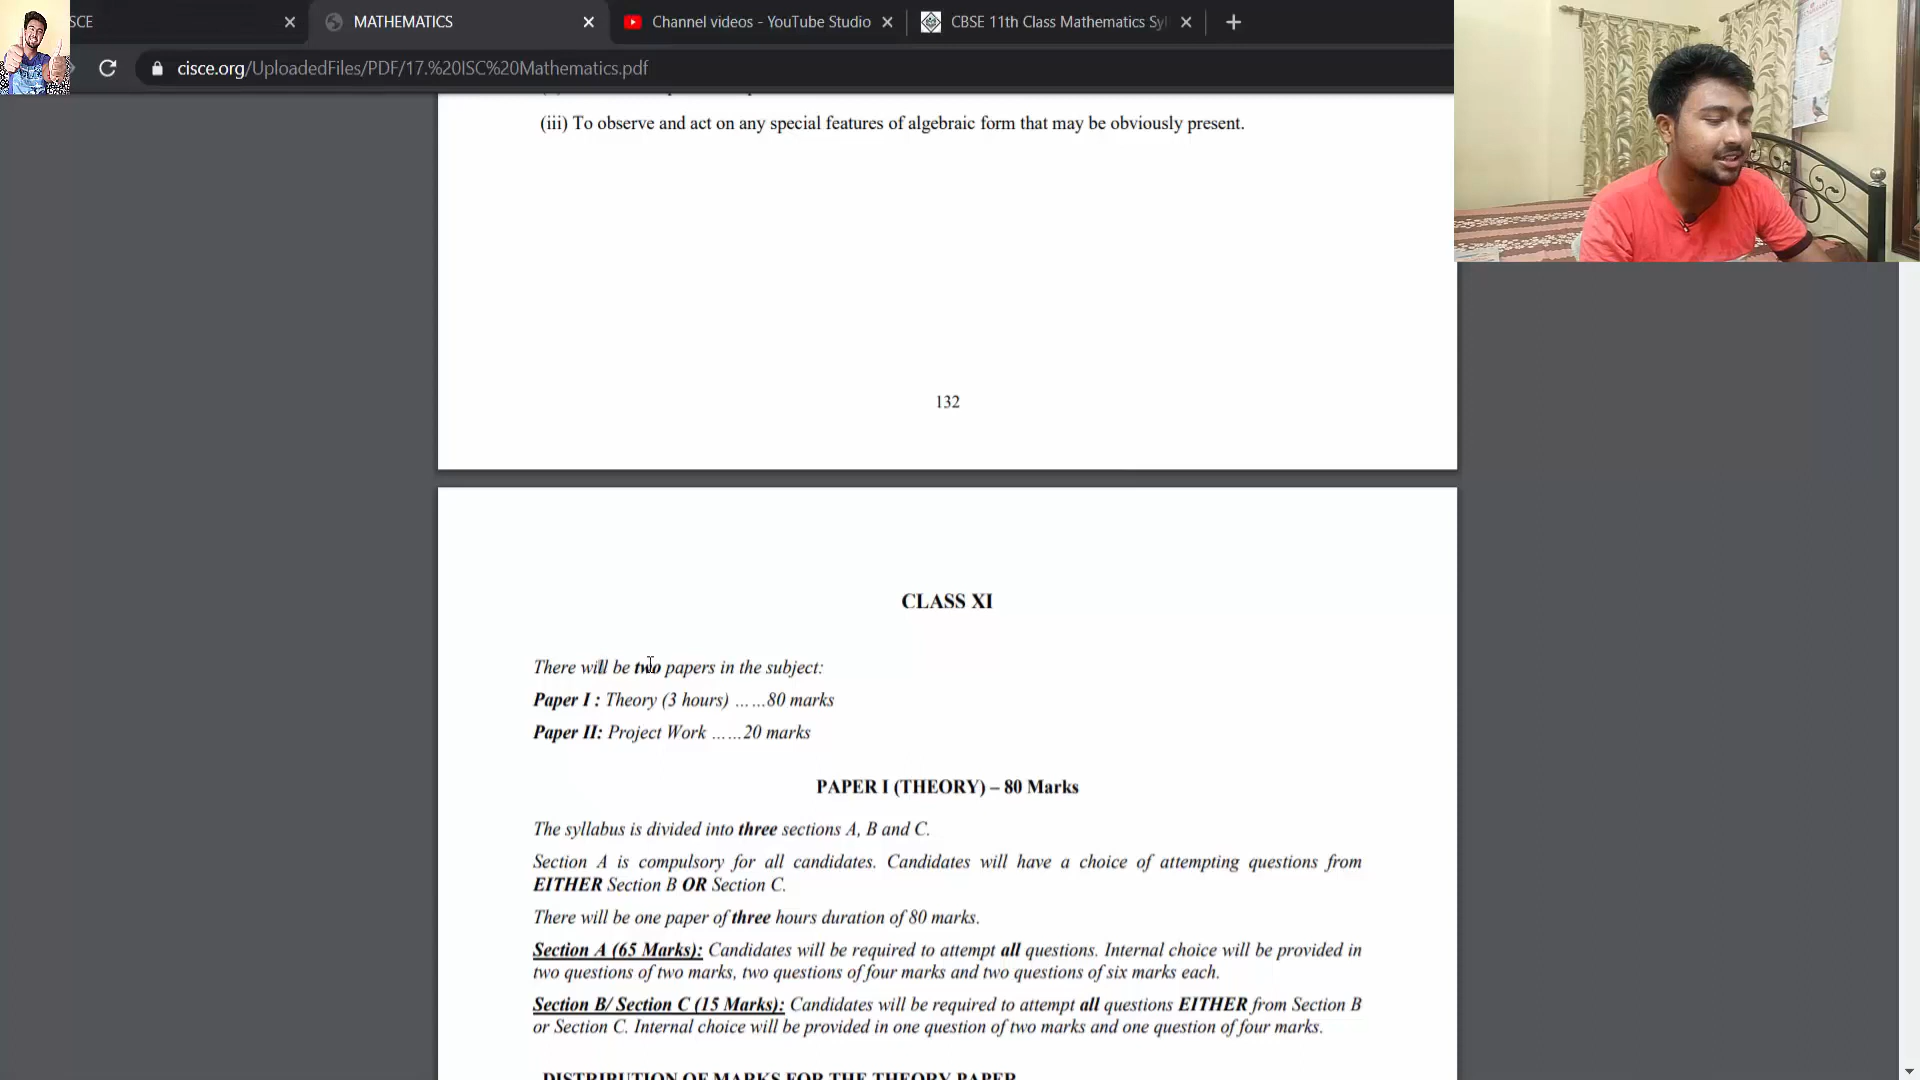 SCE
MATHEMATICS
Channel videos - YouTube Studio
CBSE 11th Class Mathematics Syl
cisce.org/UploadedFiles/PDF/17.%20ISC%20Mathematics.pdf
(iii) To observe and act on any special features of algebraic form that may be obviously present.
132
CLASS XI
There will be two papers in the subject:
Paper I : Theory (3 hours) ……80 marks
Paper II: Project Work ……20 marks
PAPER I (THEORY) – 80 Marks
The syllabus is divided into three sections A, B and C.
Section A is compulsory for all candidates. Candidates will have a choice of attempting questions from
EITHER Section B OR Section C.
There will be one paper of three hours duration of 80 marks.
Section A (65 Marks): Candidates will be required to attempt all questions. Internal choice will be provided in
two questions of two marks, two questions of four marks and two questions of six marks each.
Section B/ Section C (15 Marks): Candidates will be required to attempt all questions EITHER from Section B
or Section C. Internal choice will be provided in one question of two marks and one question of four marks.
DISTRIBUTION OF MARKS FOR THE THEORY PAPER